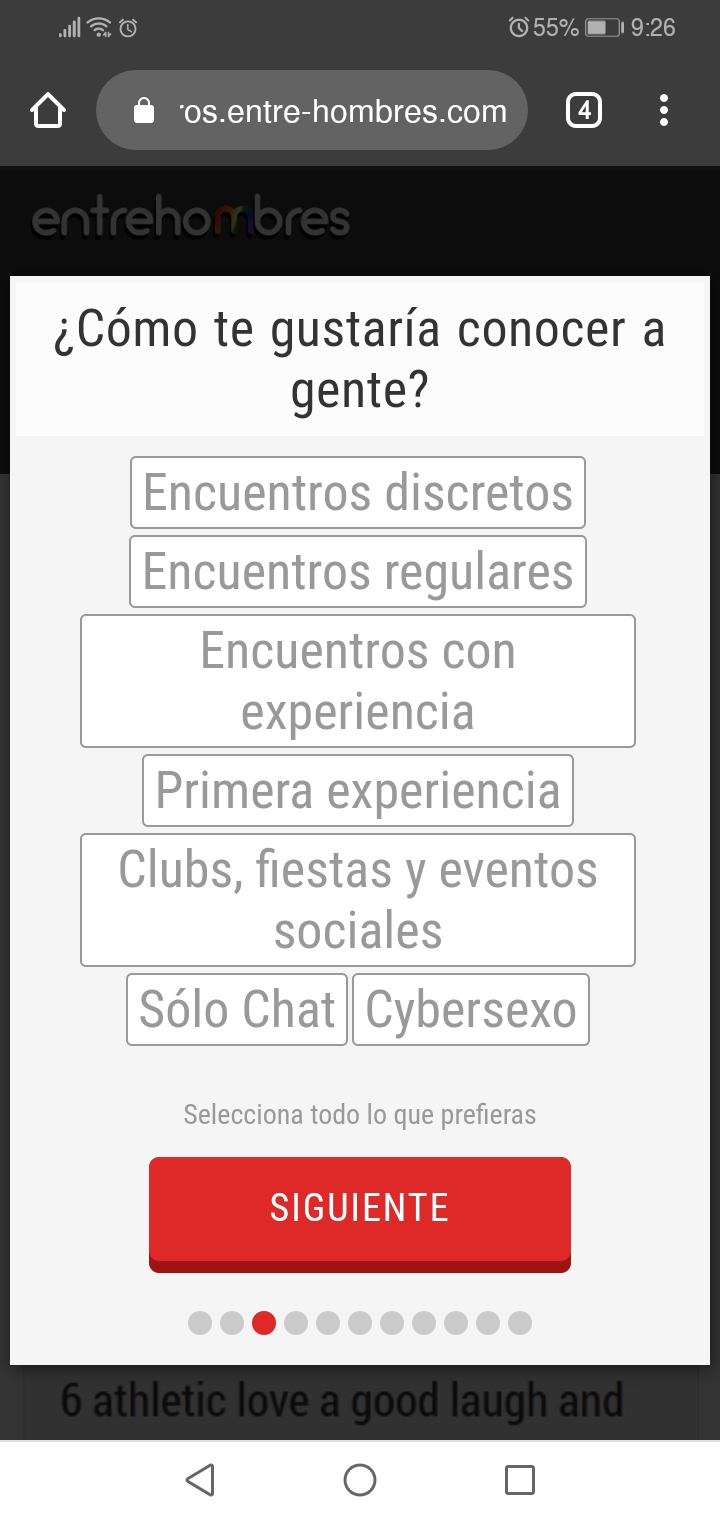 55% 9:26
os.entre-hombres.com
4
entrehombres
¿Cómo te gustaría conocer a
gente?
Encuentros discretos
Encuentros regulares
Encuentros con
experiencia
Primera experiencia
Clubs, fiestas y eventos
sociales
Sólo Chat Cybersexo
Selecciona todo lo que prefieras
SIGUIENTE
6 athletic love a good laugh and